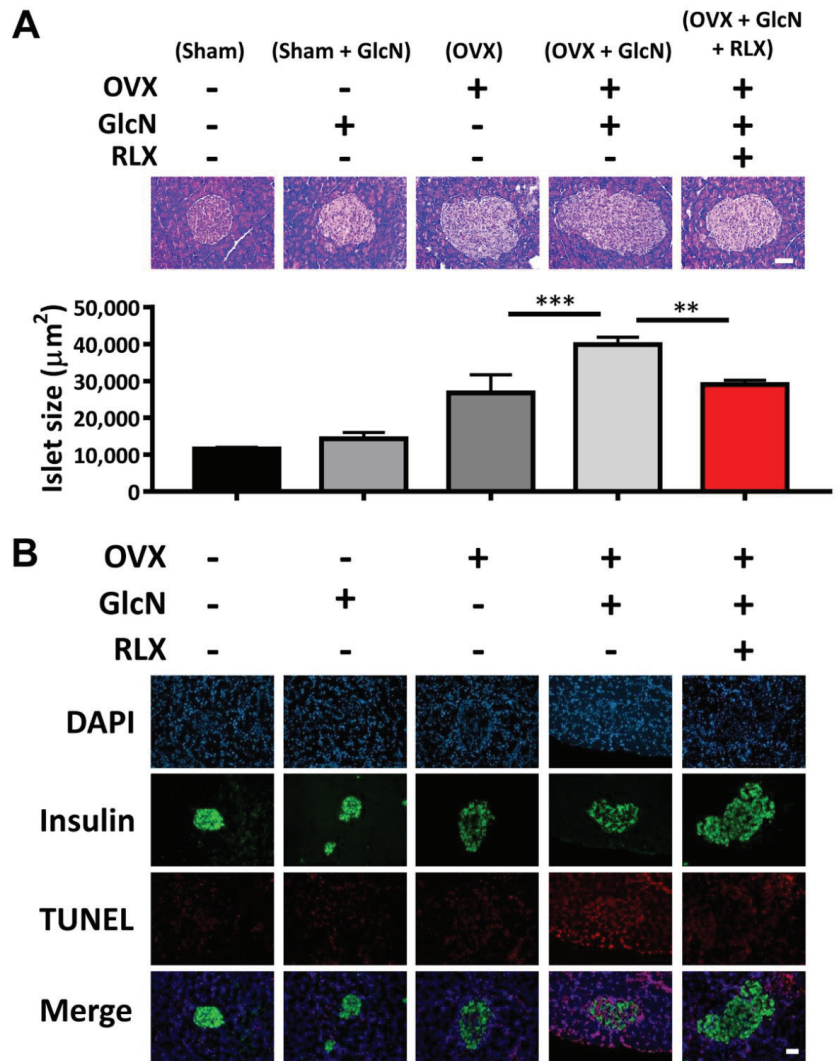 A
(Sham) (Sham + GlcN) (OVX) (OVX + GlcN) (OVX + GlcN + RLX)
OVX - - + + +
GlcN - + - + +
RLX - - - - +
*** **
Islet size (μm²)
50,000
40,000
30,000
20,000
10,000
0
B
OVX - - + + +
GlcN - + - + +
RLX - - - - +
DAPI
Insulin
TUNEL
Merge